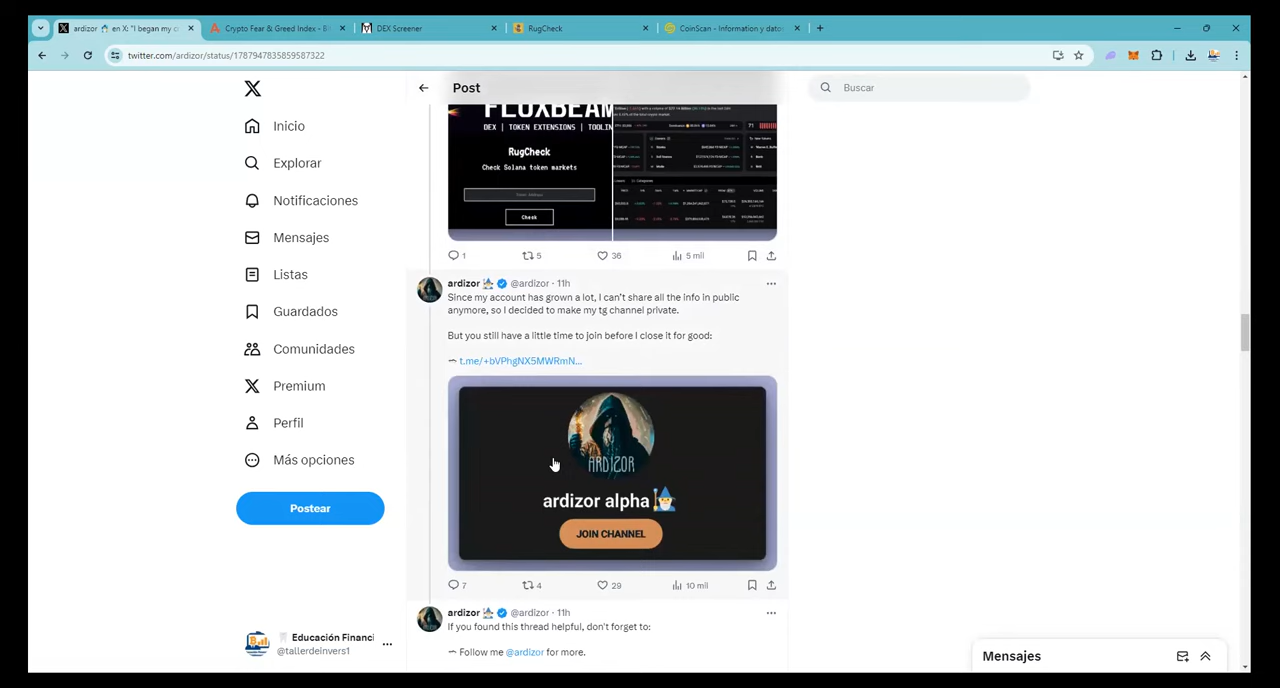 ardizor en X: "I began my c
Crypto Fear & Greed Index - Bi
DEX Screener
RugCheck
CoinScan - Información y dato
twitter.com/ardizor/status/1787947835859587322
Post
Buscar
Inicio
Explorar
Notificaciones
Mensajes
Listas
Guardados
Comunidades
Premium
Perfil
Más opciones
Postear
Educación Financi
@tallerdeinvers1
FLUXBEAM
DEX | TOKEN EXTENSIONS | TOOLIN
RugCheck
Check Solana token markets
Check
1 5 36 5 mil
ardizor @ardizor · 11h
Since my account has grown a lot, I can't share all the info in public
anymore, so I decided to make my tg channel private.
But you still have a little time to join before I close it for good:
t.me/+bVPhgNX5MWRmN...
ARDIZOR
ardizor alpha
JOIN CHANNEL
7 4 29 10 mil
ardizor @ardizor · 11h
If you found this thread helpful, don't forget to:
Follow me @ardizor for more.
Mensajes